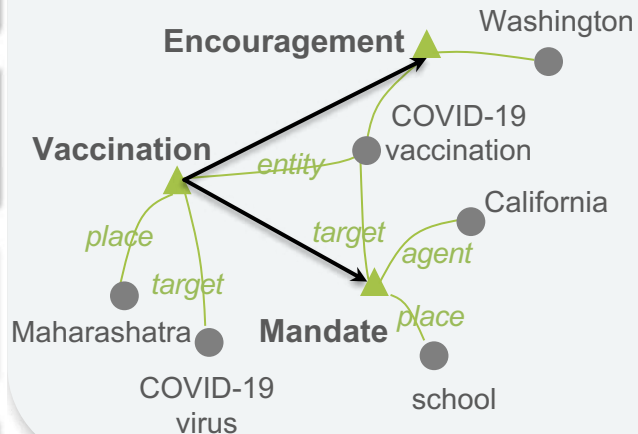 Washington
Encouragement
COVID-19
vaccination
Vaccination
entity
California
place
target
agent
target
Maharashatra
Mandate
place
COVID-19
virus
school